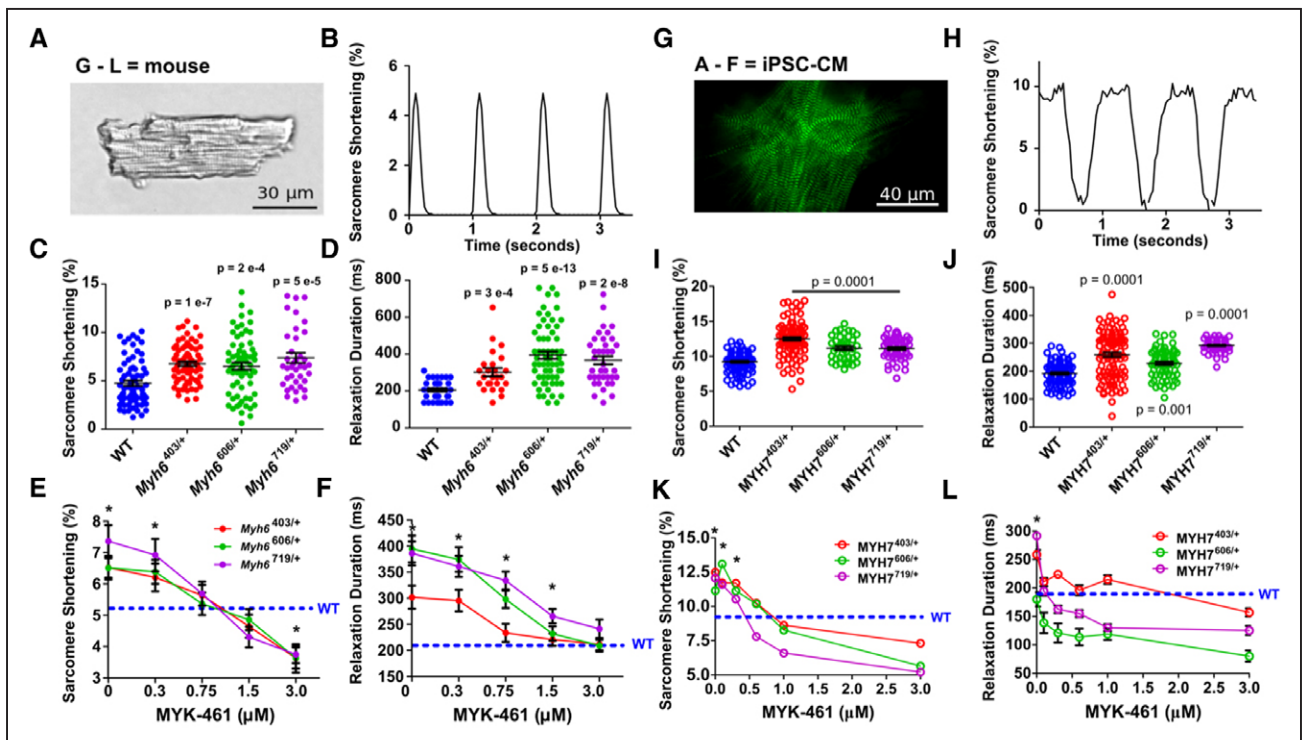 A
G - L = mouse
30 µm
B
Sarcomere Shortening (%)
6
4
2
0
0 1 2 3
Time (seconds)
G
A - F = iPSC-CM
40 µm
H
Sarcomere Shortening (%)
10
5
0
0 1 2 3
Time (seconds)
C
Sarcomere Shortening (%)
15
10
5
0
p = 1 e-7
p = 2 e-4
p = 5 e-5
WT
Myh6 403/+
Myh6 606/+
Myh6 719/+
D
Relaxation Duration (ms)
800
600
400
200
0
p = 3 e-4
p = 5 e-13
p = 2 e-8
WT
Myh6 403/+
Myh6 606/+
Myh6 719/+
I
Sarcomere Shortening (%)
20
15
10
5
0
p = 0.0001
WT
MYH7 403/+
MYH7 606/+
MYH7 719/+
J
Relaxation Duration (ms)
500
400
300
200
100
0
p = 0.0001
p = 0.0001
p = 0.001
WT
MYH7 403/+
MYH7 606/+
MYH7 719/+
E
Sarcomere Shortening (%)
8
7
6
5
4
3
*
*
*
Myh6 403/+
Myh6 606/+
Myh6 719/+
WT
0 0.3 0.75 1.5 3.0
MYK-461 (µM)
F
Relaxation Duration (ms)
450
400
350
300
250
200
150
100
*
*
*
*
WT
0 0.3 0.75 1.5 3.0
MYK-461 (µM)
K
Sarcomere Shortening (%)
15.0
12.5
10.0
7.5
5.0
*
*
*
MYH7 403/+
MYH7 606/+
MYH7 719/+
WT
0.0 0.5 1.0 1.5 2.0 2.5 3.0
MYK-461 (µM)
L
Relaxation Duration (ms)
300
250
200
150
100
50
*
MYH7 403/+
MYH7 606/+
MYH7 719/+
WT
0.0 0.5 1.0 1.5 2.0 2.5 3.0
MYK-461 (µM)